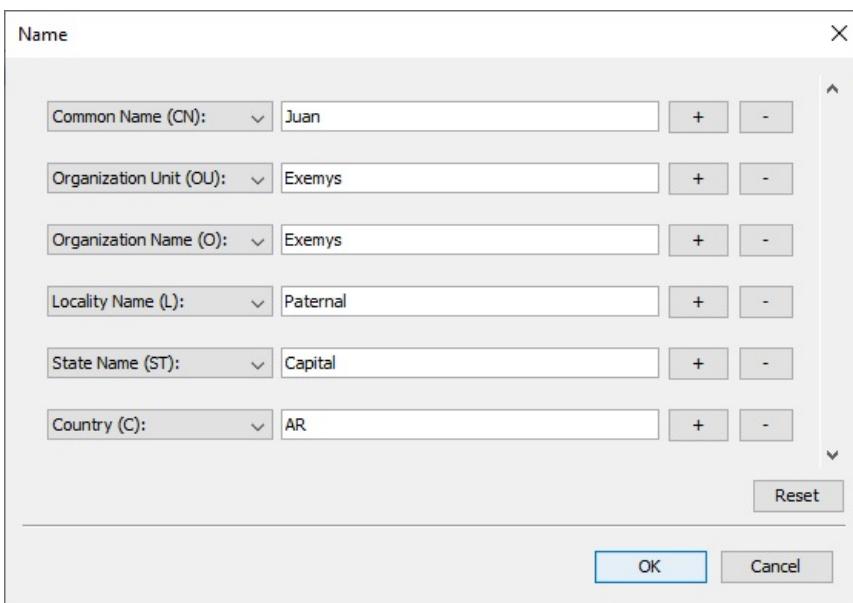 Name
Common Name (CN): Juan + -
Organization Unit (OU): Exemys + -
Organization Name (O): Exemys + -
Locality Name (L): Paternal + -
State Name (ST): Capital + -
Country (C): AR + -
Reset
OK Cancel